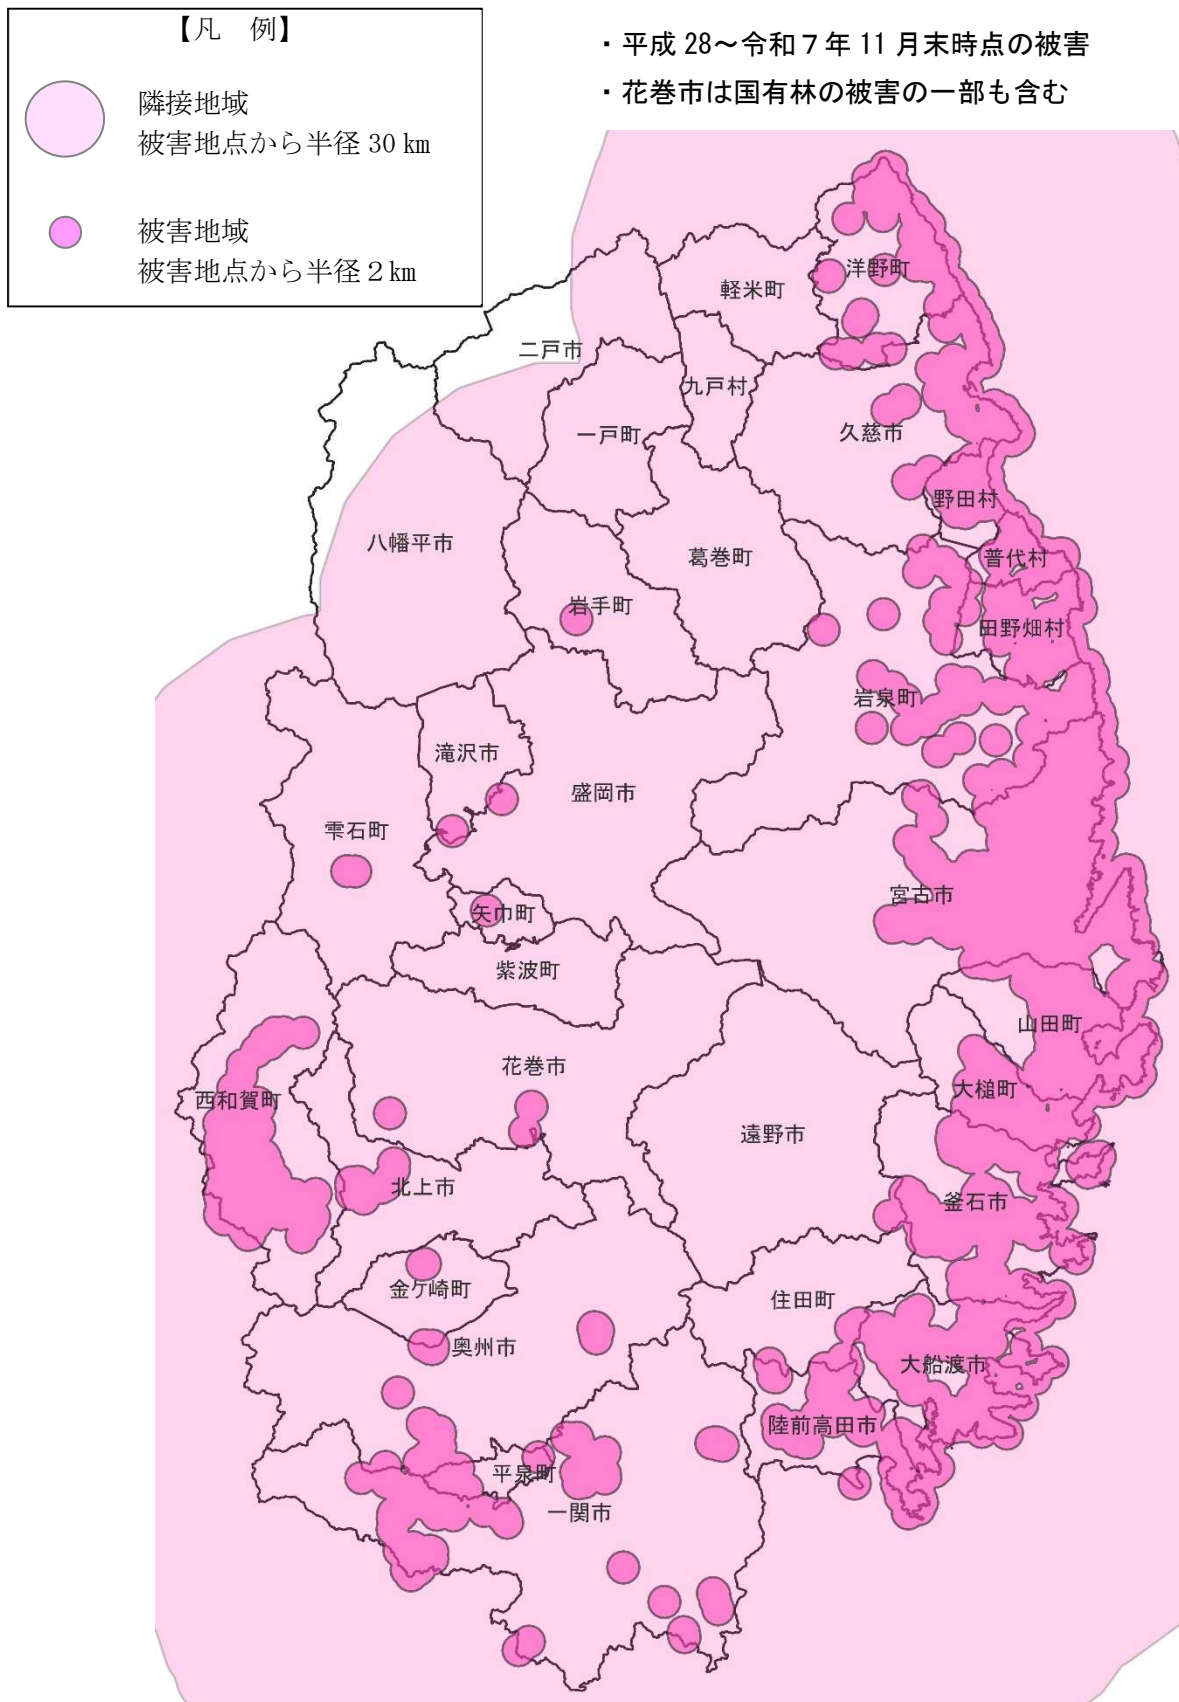 【凡　例】
隣接地域
被害地点から半径 30 km
被害地域
被害地点から半径２km
・平成 28～令和７年 11 月末時点の被害
・花巻市は国有林の被害の一部も含む
洋野町
軽米町
二戸市
九戸村
一戸町
久慈市
野田村
八幡平市
葛巻町
普代村
岩手町
田野畑村
岩泉町
滝沢市
盛岡市
雫石町
宮古市
矢巾町
紫波町
山田町
花巻市
西和賀町
大槌町
遠野市
北上市
釜石市
金ケ崎町
住田町
奥州市
大船渡市
陸前高田市
平泉町
一関市